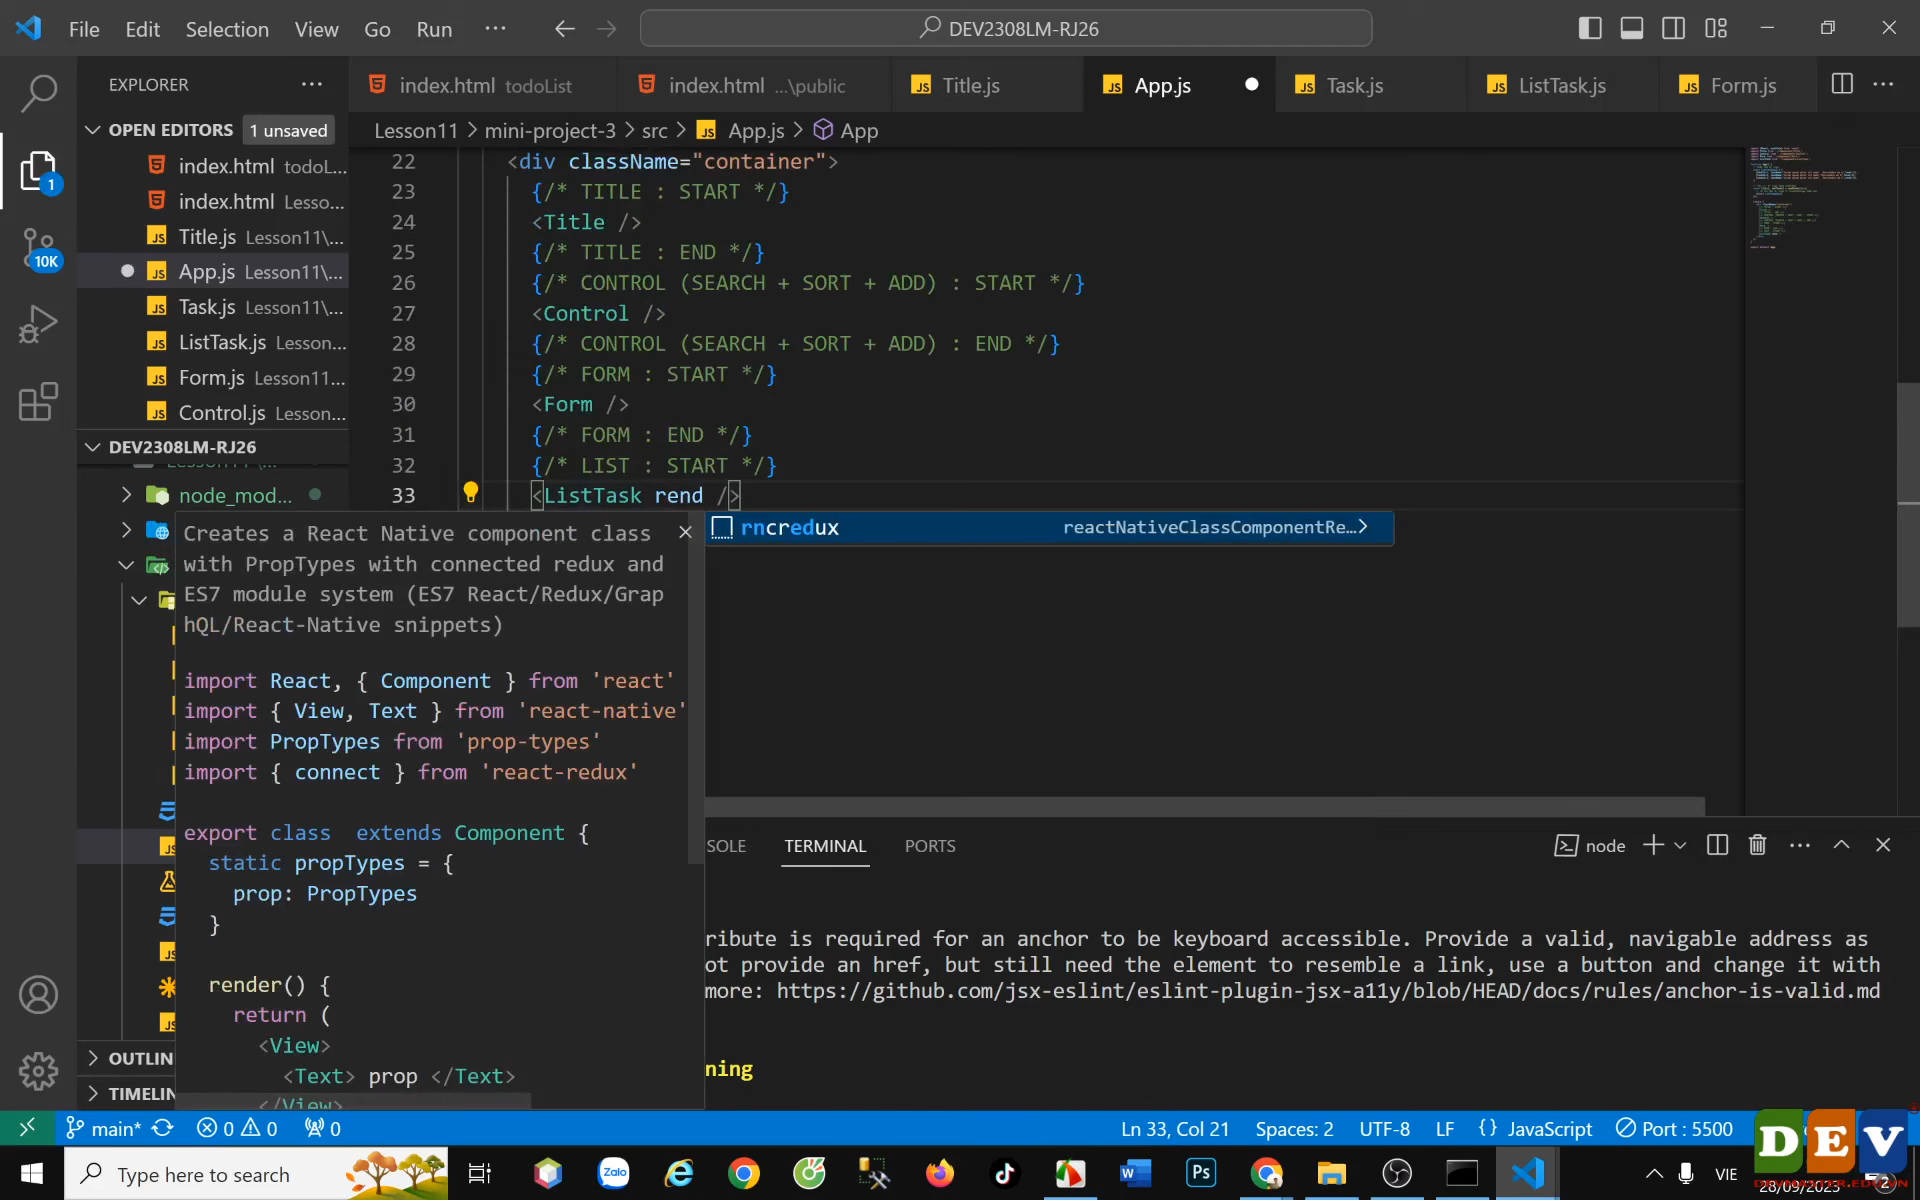 File Edit Selection View Go Run ··· DEV2308LM-RJ26
EXPLORER ···
index.html todoList index.html ...\public Title.js App.js Task.js ListTask.js Form.js ···
OPEN EDITORS 1 unsaved
Lesson11 > mini-project-3 > src > App.js > App
index.html todoL...
index.html Lesso...
Title.js Lesson11\...
App.js Lesson11\...
Task.js Lesson11\...
ListTask.js Lesson...
Form.js Lesson11...
Control.js Lesson...
DEV2308LM-RJ26
node_mod...
OUTLIN
TIMELIN
22 <div className="container">
23 {/* TITLE : START */}
24 <Title />
25 {/* TITLE : END */}
26 {/* CONTROL (SEARCH + SORT + ADD) : START */}
27 <Control />
28 {/* CONTROL (SEARCH + SORT + ADD) : END */}
29 {/* FORM : START */}
30 <Form />
31 {/* FORM : END */}
32 {/* LIST : START */}
33 <ListTask rend />
rncredux reactNativeClassComponentRe...>
Creates a React Native component class
with PropTypes with connected redux and
ES7 module system (ES7 React/Redux/Grap
hQL/React-Native snippets)
import React, { Component } from 'react'
import { View, Text } from 'react-native'
import PropTypes from 'prop-types'
import { connect } from 'react-redux'
export class  extends Component {
static propTypes = {
prop: PropTypes
}
render() {
return (
<View>
<Text> prop </Text>
</View>
SOLE TERMINAL PORTS node
ribute is required for an anchor to be keyboard accessible. Provide a valid, navigable address as
ot provide an href, but still need the element to resemble a link, use a button and change it with
more: https://github.com/jsx-eslint/eslint-plugin-jsx-a11y/blob/HEAD/docs/rules/anchor-is-valid.md
ning
1
10K
main* 0 0 0 Ln 33, Col 21 Spaces: 2 UTF-8 LF {} JavaScript Port : 5500
Type here to search
Zalo
Ps
VIE
28/09/2023
2
DEV
DEVMASTER.EDU.VN